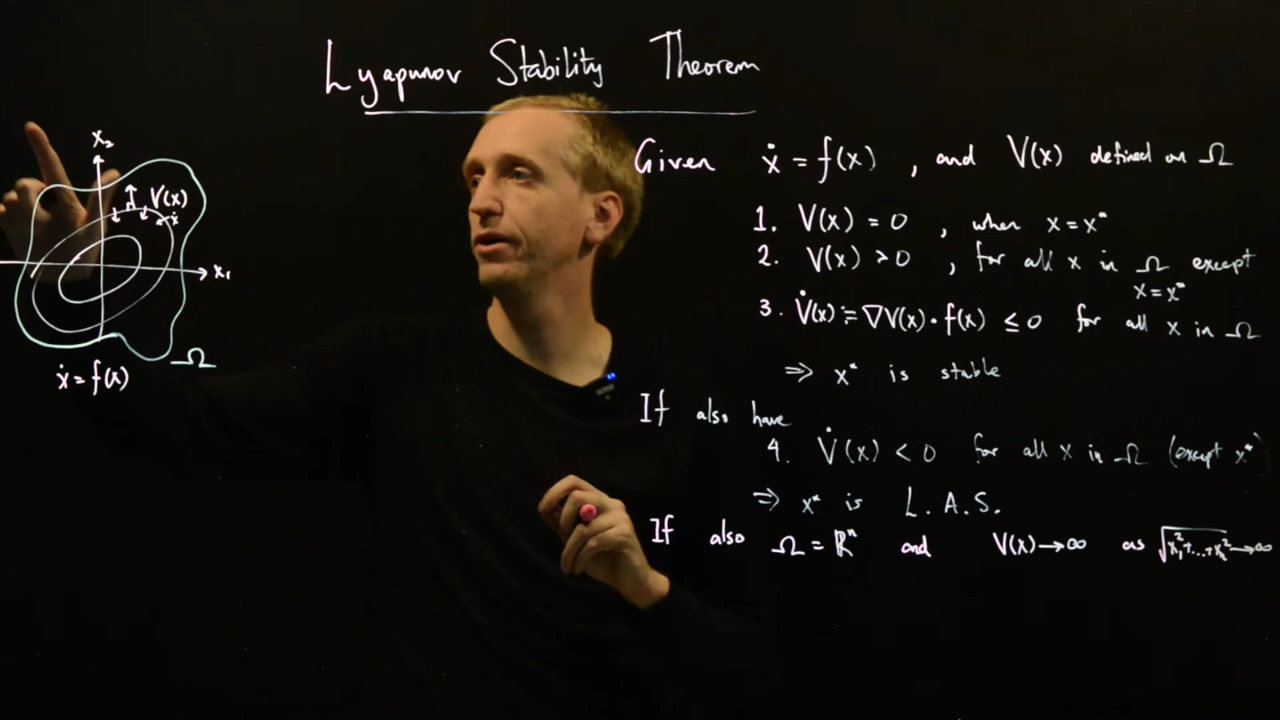 Lyapunov Stability Theorem
x₂
V(x)
ẋ
x₁
Ω
ẋ = f(x)
Given ẋ = f(x) , and V(x) defined on Ω
1. V(x) = 0 , when x = x*
2. V(x) > 0 , for all x in Ω except
x = x*
3. V̇(x) := ∇V(x) · f(x) ≤ 0 for all x in Ω
⇒ x* is stable
If also have
4. V̇(x) < 0 for all x in Ω (except x*)
⇒ x* is L.A.S.
If also Ω = ℝⁿ and V(x) → ∞ as √x₁²+...+xₙ² → ∞